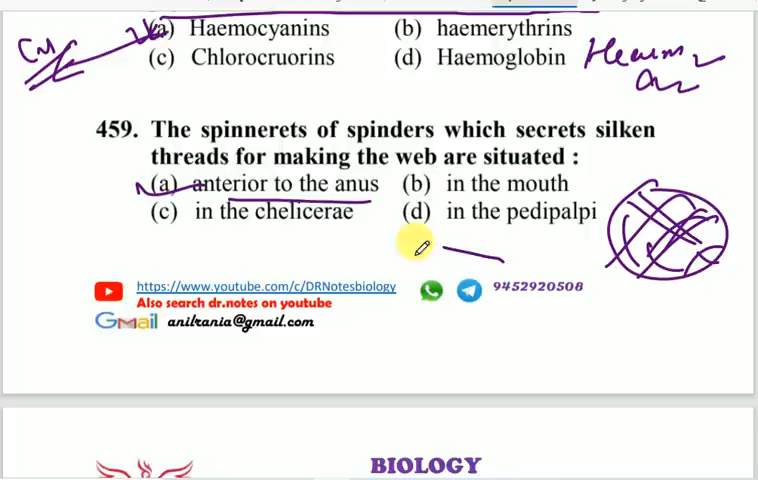 (a) Haemocyanins (b) haemerythrins
(c) Chlorocruorins (d) Haemoglobin
459. The spinnerets of spinders which secrets silken
threads for making the web are situated :
(a) anterior to the anus (b) in the mouth
(c) in the chelicerae (d) in the pedipalpi
https://www.youtube.com/c/DRNotesbiology 9452920508
Also search dr.notes on youtube
Gmail anilrania@gmail.com
BIOLOGY